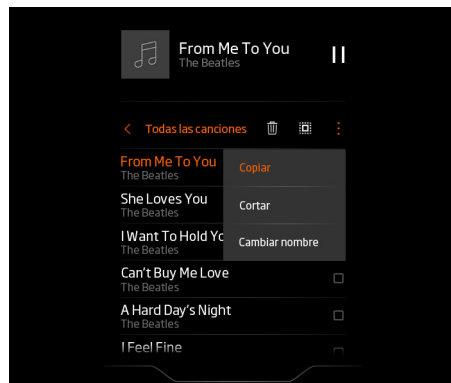 From Me To You
The Beatles
Todas las canciones
From Me To You
The Beatles
Copiar
She Loves You
The Beatles
Cortar
I Want To Hold Yo
The Beatles
Cambiar nombre
Can't Buy Me Love
The Beatles
A Hard Day's Night
The Beatles
I Feel Fine